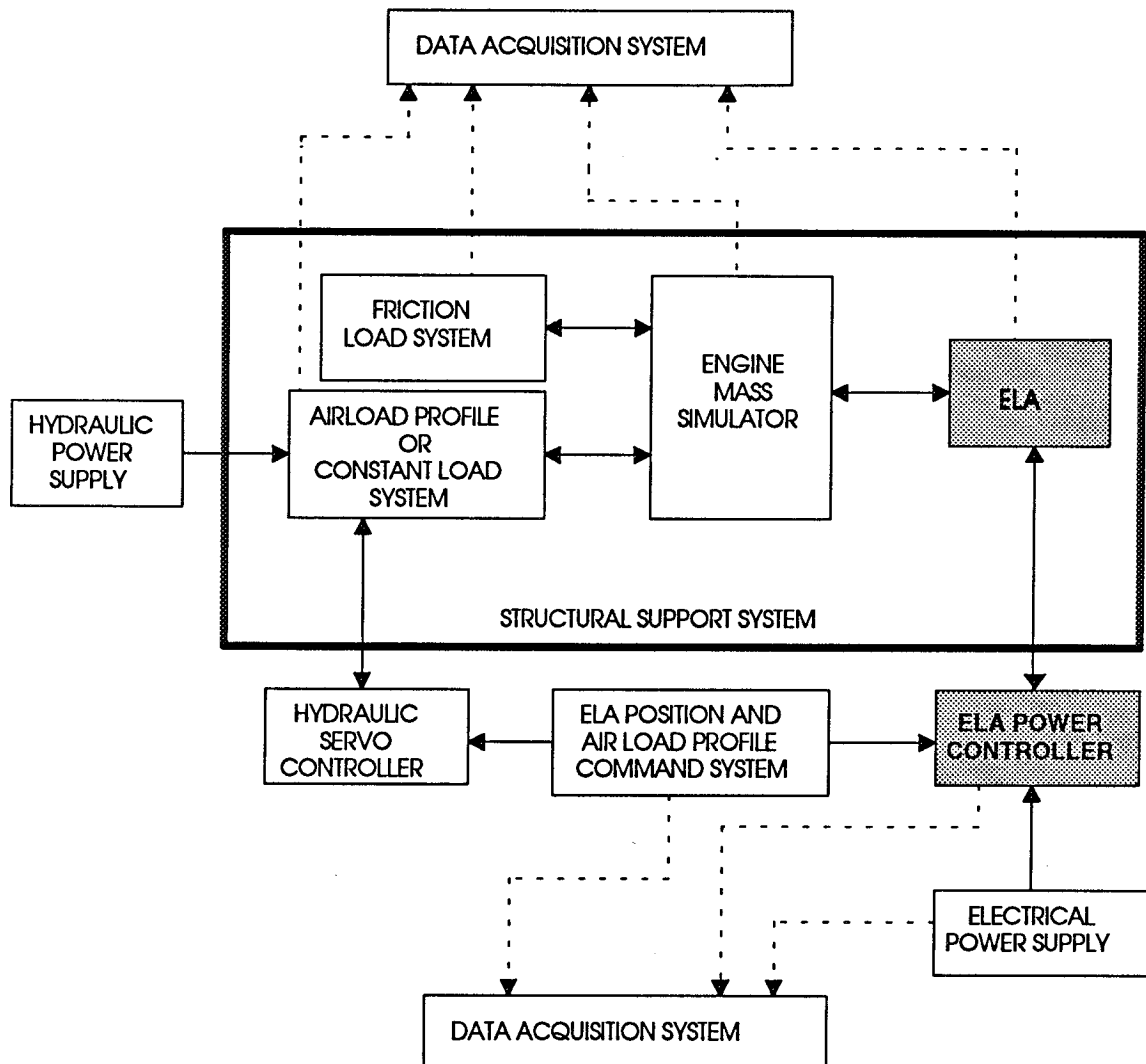 DATA ACQUISITION SYSTEM
FRICTION
LOAD SYSTEM
ENGINE
MASS
SIMULATOR
ELA
HYDRAULIC
POWER
SUPPLY
AIRLOAD PROFILE
OR
CONSTANT LOAD
SYSTEM
STRUCTURAL SUPPORT SYSTEM
HYDRAULIC
SERVO
CONTROLLER
ELA POSITION AND
AIR LOAD PROFILE
COMMAND SYSTEM
ELA POWER
CONTROLLER
ELECTRICAL
POWER SUPPLY
DATA ACQUISITION SYSTEM